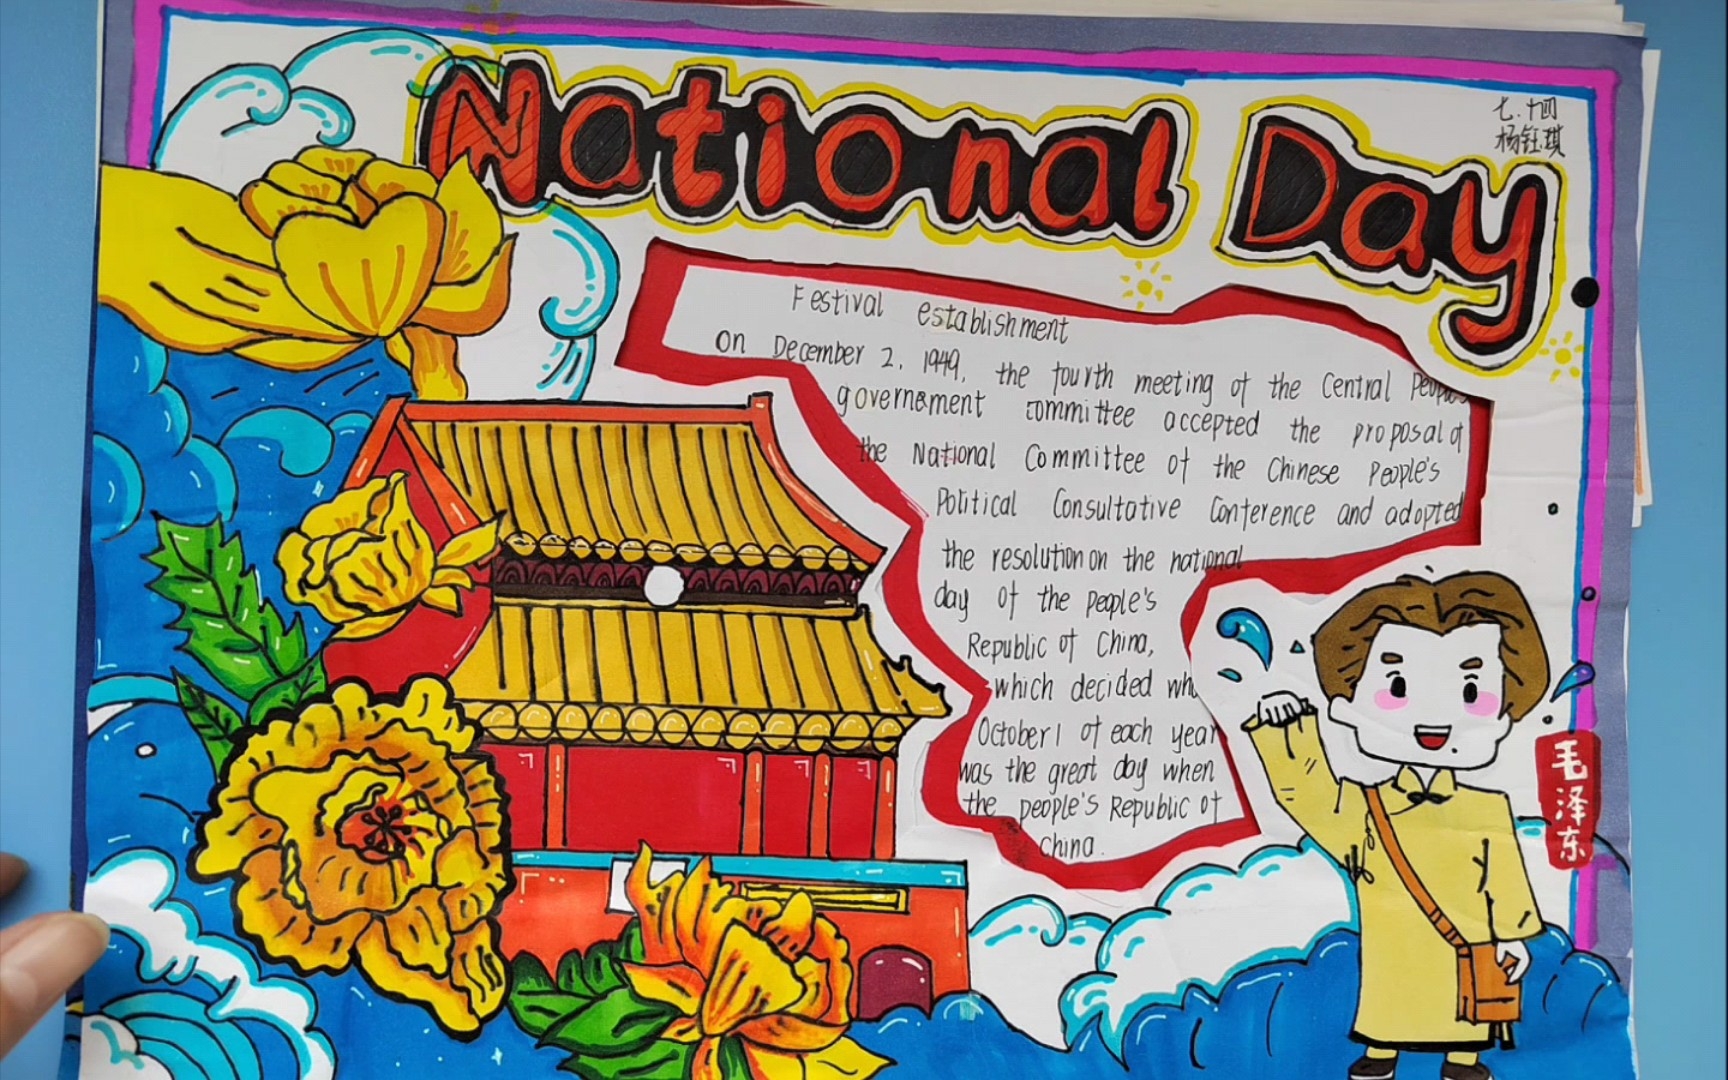 National Day
七.十四
杨钰琪
Festival establishment
on December 2, 1949, the fourth meeting of the Central People's
government committee accepted the proposal of
the National Committee of the Chinese People's
Political Consultative Conference and adopted
the resolution on the national
day of the People's
Republic of China,
which decided
October 1 of each year
was the great day when
the people's Republic of
china.
毛泽东